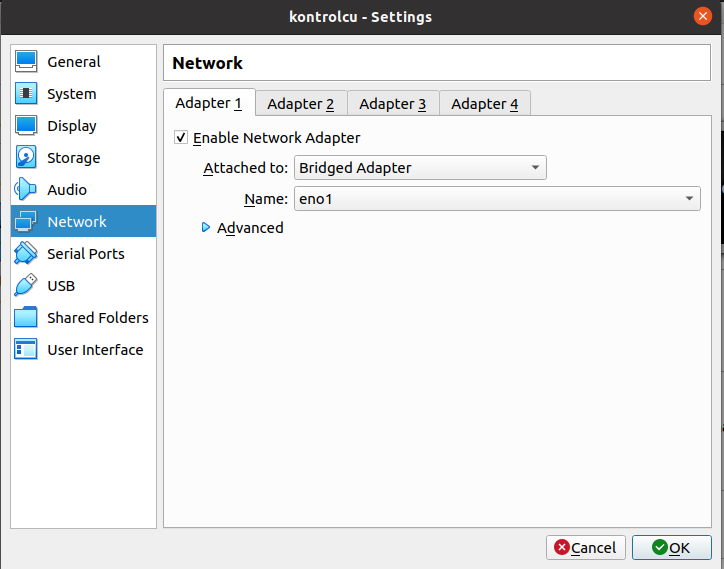 kontrolcu - Settings
General
System
Display
Storage
Audio
Network
Serial Ports
USB
Shared Folders
User Interface
Network
Adapter 1 Adapter 2 Adapter 3 Adapter 4
Enable Network Adapter
Attached to: Bridged Adapter
Name: eno1
Advanced
Cancel OK